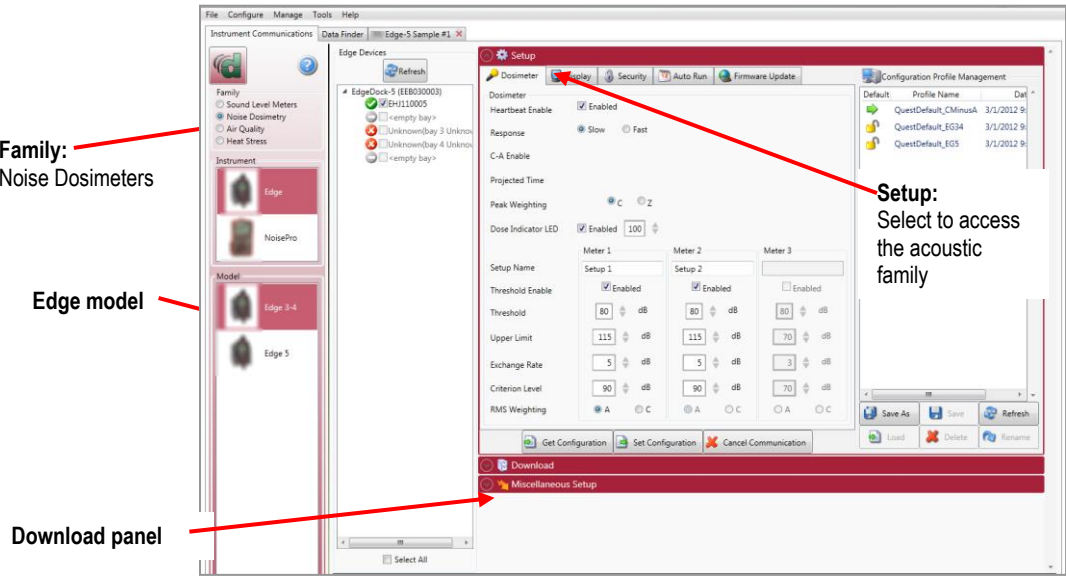 File Configure Manage Tools Help
Instrument Communications Data Finder Edge-5 Sample #1
Family
Sound Level Meters
Noise Dosimetry
Air Quality
Heat Stress
Instrument
Edge
NoisePro
Model
Edge 3-4
Edge 5
Family:
Noise Dosimeters
Edge model
Download panel
Edge Devices
Refresh
EdgeDock-5 (EEB030003)
EHJ110005
<empty bay>
Unknown(bay 3 Unknov
Unknown(bay 4 Unknov
<empty bay>
Select All
Setup
Dosimeter Display Security Auto Run Firmware Update
Dosimeter
Heartbeat Enable Enabled
Response Slow Fast
C-A Enable
Projected Time
Peak Weighting C Z
Dose Indicator LED Enabled 100
Meter 1 Meter 2 Meter 3
Setup Name Setup 1 Setup 2
Threshold Enable Enabled Enabled Enabled
Threshold 80 dB 80 dB 80 dB
Upper Limit 115 dB 115 dB 70 dB
Exchange Rate 5 dB 5 dB 3 dB
Criterion Level 90 dB 90 dB 70 dB
RMS Weighting A C A C A C
Get Configuration Set Configuration Cancel Communication
Configuration Profile Management
Default Profile Name Dat
QuestDefault_CMinusA 3/1/2012 9:
QuestDefault_EG34 3/1/2012 9:
QuestDefault_EG5 3/1/2012 9:
Setup:
Select to access
the acoustic
family
Save As Save Refresh
Load Delete Rename
Download
Miscellaneous Setup